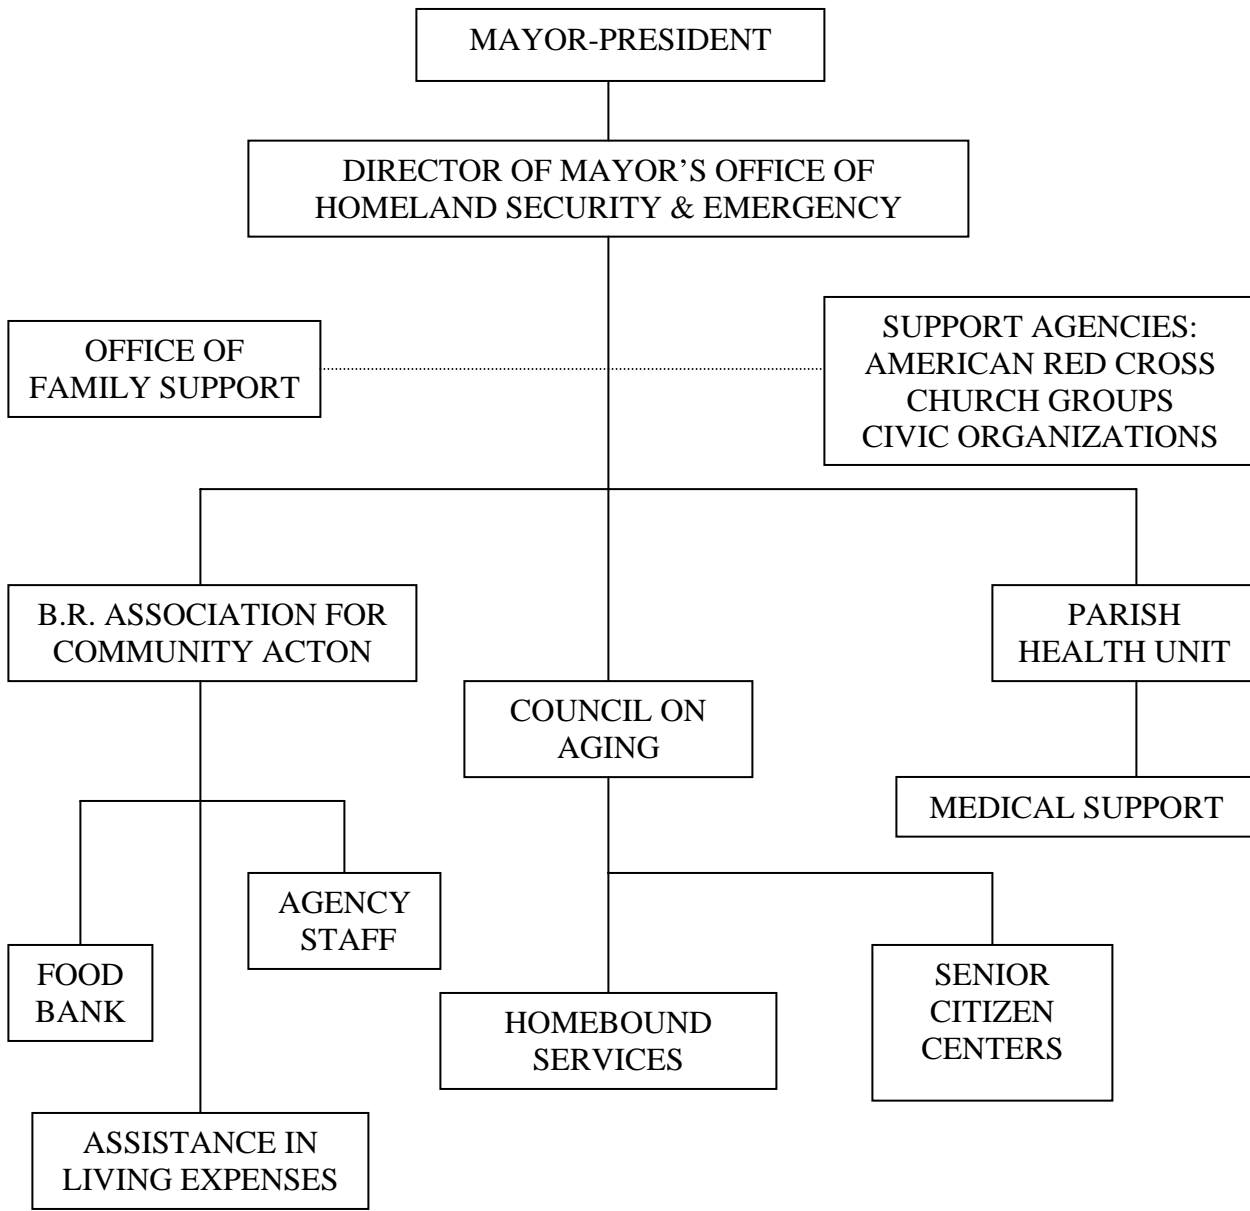 MAYOR-PRESIDENT
DIRECTOR OF MAYOR’S OFFICE OF
HOMELAND SECURITY & EMERGENCY
OFFICE OF
FAMILY SUPPORT
SUPPORT AGENCIES:
AMERICAN RED CROSS
CHURCH GROUPS
CIVIC ORGANIZATIONS
B.R. ASSOCIATION FOR
COMMUNITY ACTON
COUNCIL ON
AGING
PARISH
HEALTH UNIT
MEDICAL SUPPORT
FOOD
BANK
AGENCY
STAFF
ASSISTANCE IN
LIVING EXPENSES
HOMEBOUND
SERVICES
SENIOR
CITIZEN
CENTERS